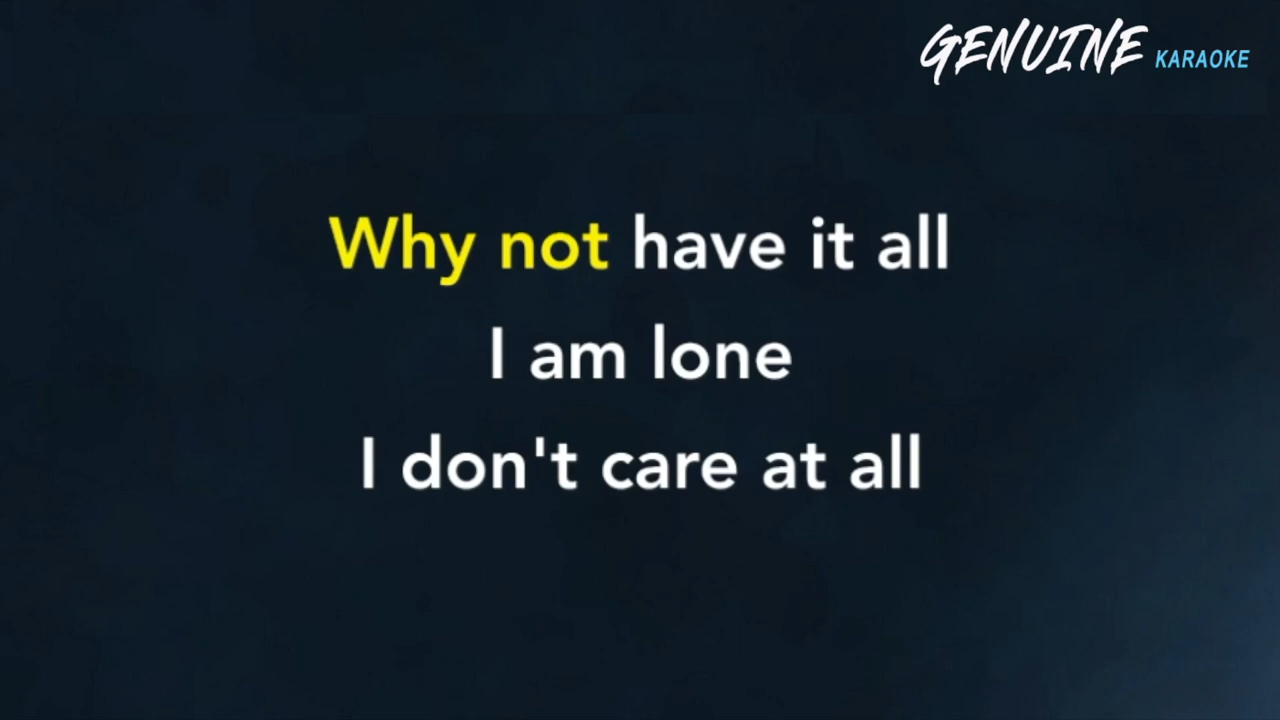 GENUINE KARAOKE
Why not have it all
I am lone
I don't care at all